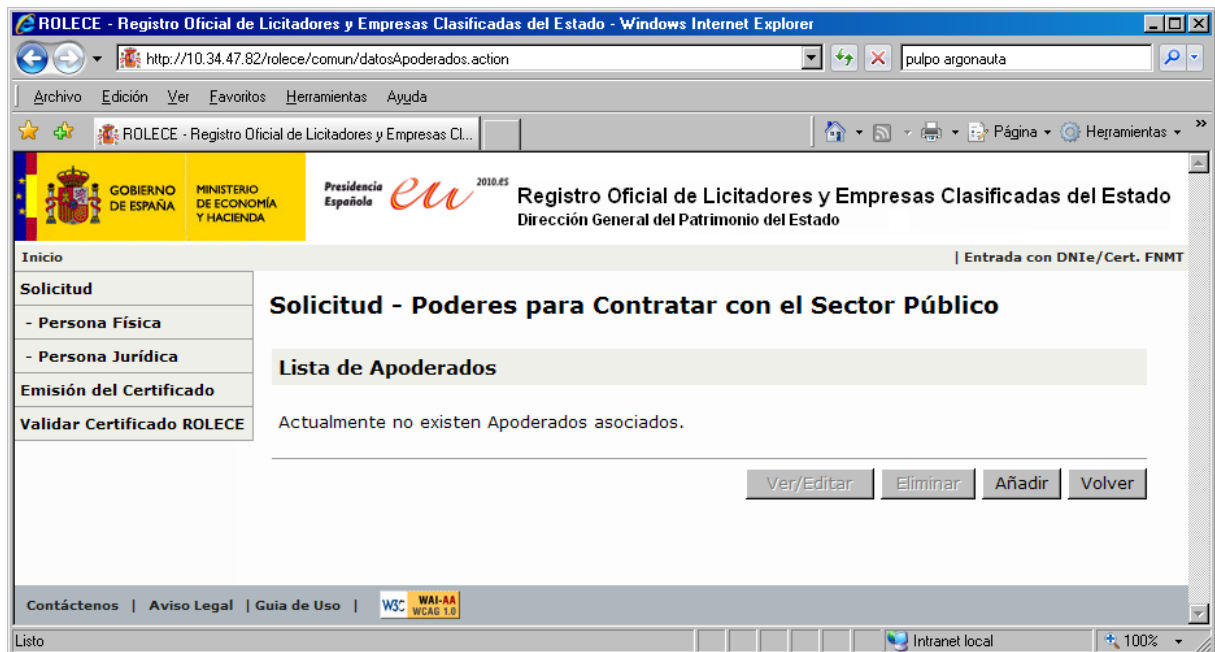 ROLECE - Registro Oficial de Licitadores y Empresas Clasificadas del Estado - Windows Internet Explorer
http://10.34.47.82/rolece/comun/datosApoderados.action
pulpo argonauta
Archivo Edición Ver Favoritos Herramientas Ayuda
ROLECE - Registro Oficial de Licitadores y Empresas Cl...
Página
Herramientas
GOBIERNO DE ESPAÑA
MINISTERIO DE ECONOMÍA Y HACIENDA
Presidencia Española
eu
2010.es
Registro Oficial de Licitadores y Empresas Clasificadas del Estado
Dirección General del Patrimonio del Estado
Inicio
| Entrada con DNIe/Cert. FNMT
Solicitud
- Persona Física
- Persona Jurídica
Emisión del Certificado
Validar Certificado ROLECE
Solicitud - Poderes para Contratar con el Sector Público
Lista de Apoderados
Actualmente no existen Apoderados asociados.
Ver/Editar Eliminar Añadir Volver
Contáctenos | Aviso Legal | Guia de Uso |
W3C WAI-AA WCAG 1.0
Listo
Intranet local
100%